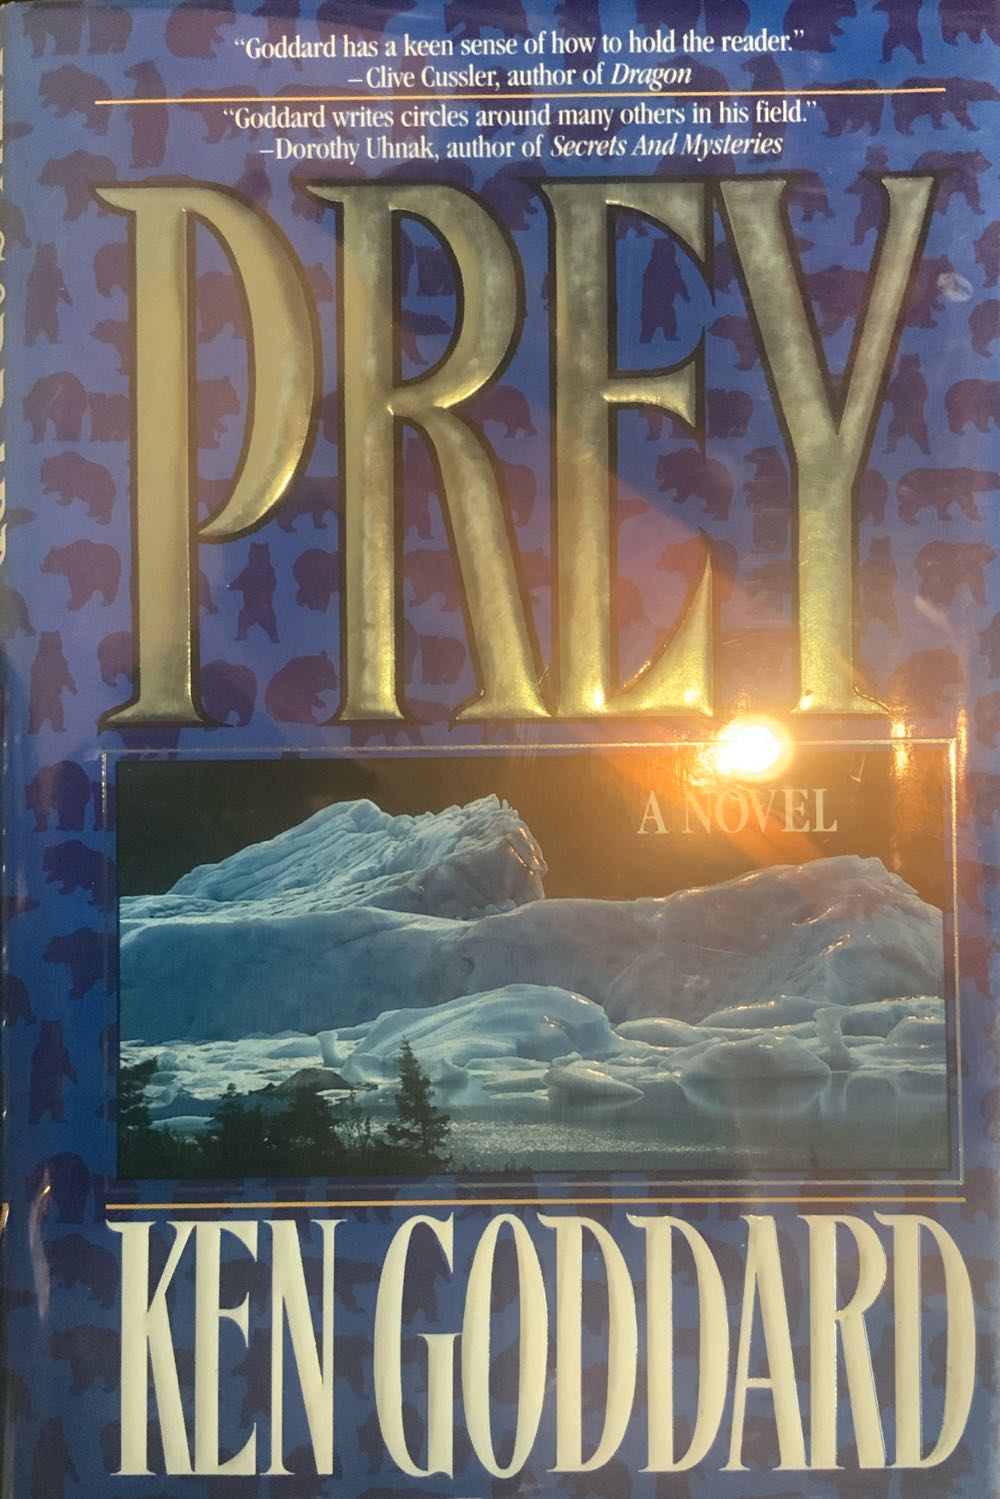 “Goddard has a keen sense of how to hold the reader.”
–Clive Cussler, author of Dragon
“Goddard writes circles around many others in his field.”
–Dorothy Uhnak, author of Secrets And Mysteries
PREY
A NOVEL
KEN GODDARD